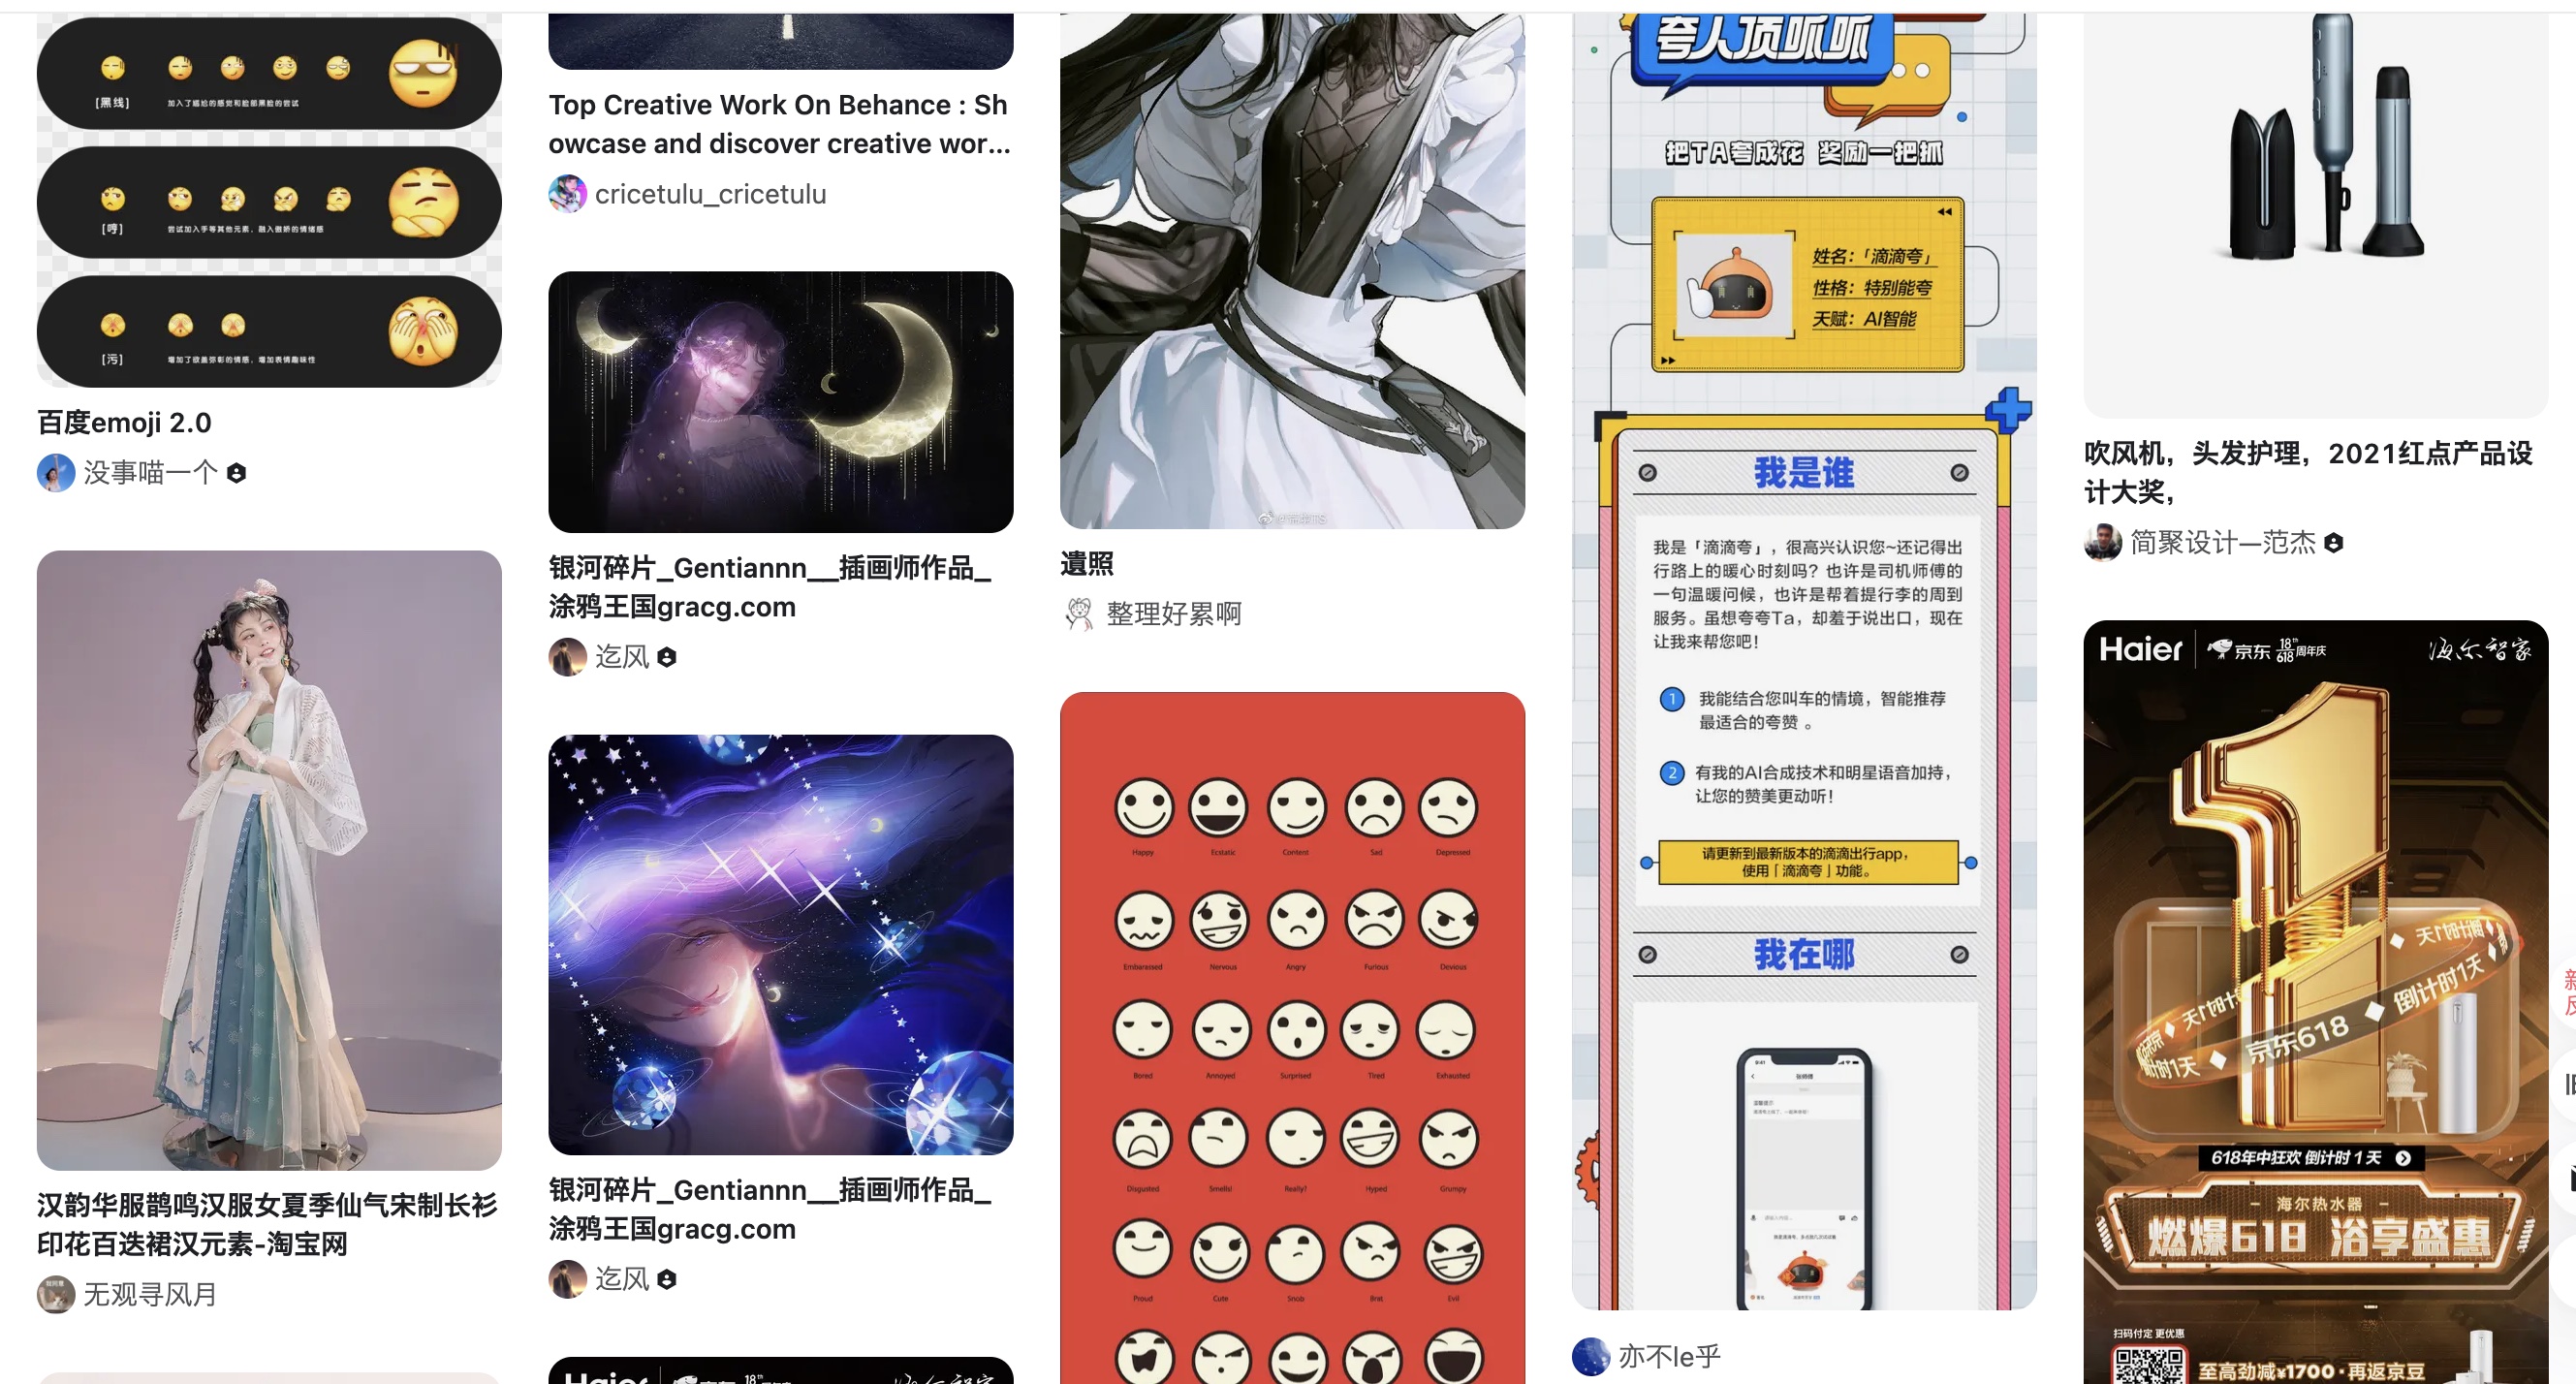 [黑线]
加入了尴尬的感觉和脸部黑脸的尝试
[哼]
尝试加入手等其他元素，融入傲娇的情绪感
[污]
增加了欲盖弥彰的情感，增加表情趣味性
百度emoji 2.0
没事喵一个
汉韵华服鹊鸣汉服女夏季仙气宋制长衫
印花百迭裙汉元素-淘宝网
无观寻风月
Top Creative Work On Behance : Sh
owcase and discover creative wor...
cricetulu_cricetulu
银河碎片_Gentiannn__插画师作品_
涂鸦王国gracg.com
迄风
银河碎片_Gentiannn__插画师作品_
涂鸦王国gracg.com
迄风
Haier
18th
遺照
整理好累啊
Happy Ecstatic Content Sad Depressed
Embarassed Nervous Angry Furious Devious
Bored Annoyed Surprised Tired Exhausted
Disgusted Smells! Really? Hyped Grumpy
Proud Cute Snob Brat Evil
夸人顶呱呱
把TA夸成花 奖励一把抓
姓名：「滴滴夸」
性格：特别能夸
天赋：AI智能
我是谁
我是「滴滴夸」，很高兴认识您~还记得出
行路上的暖心时刻吗？也许是司机师傅的
一句温暖问候，也许是帮着提行李的周到
服务。虽想夸夸Ta，却羞于说出口，现在
让我来帮您吧！
1 我能结合您叫车的情境，智能推荐
最适合的夸赞 。
2 有我的AI合成技术和明星语音加持，
让您的赞美更动听！
请更新到最新版本的滴滴出行app，
使用「滴滴夸」功能。
我在哪
9:41
亦不le乎
吹风机，头发护理，2021红点产品设
计大奖，
简聚设计—范杰
Haier 京东 18th 618 周年庆 海尔智家
倒计时1天
京东618
618年中狂欢 倒计时 1 天
海尔热水器
燃爆618 浴享盛惠
扫码付定 更优惠
至高劲减¥1700·再返京豆